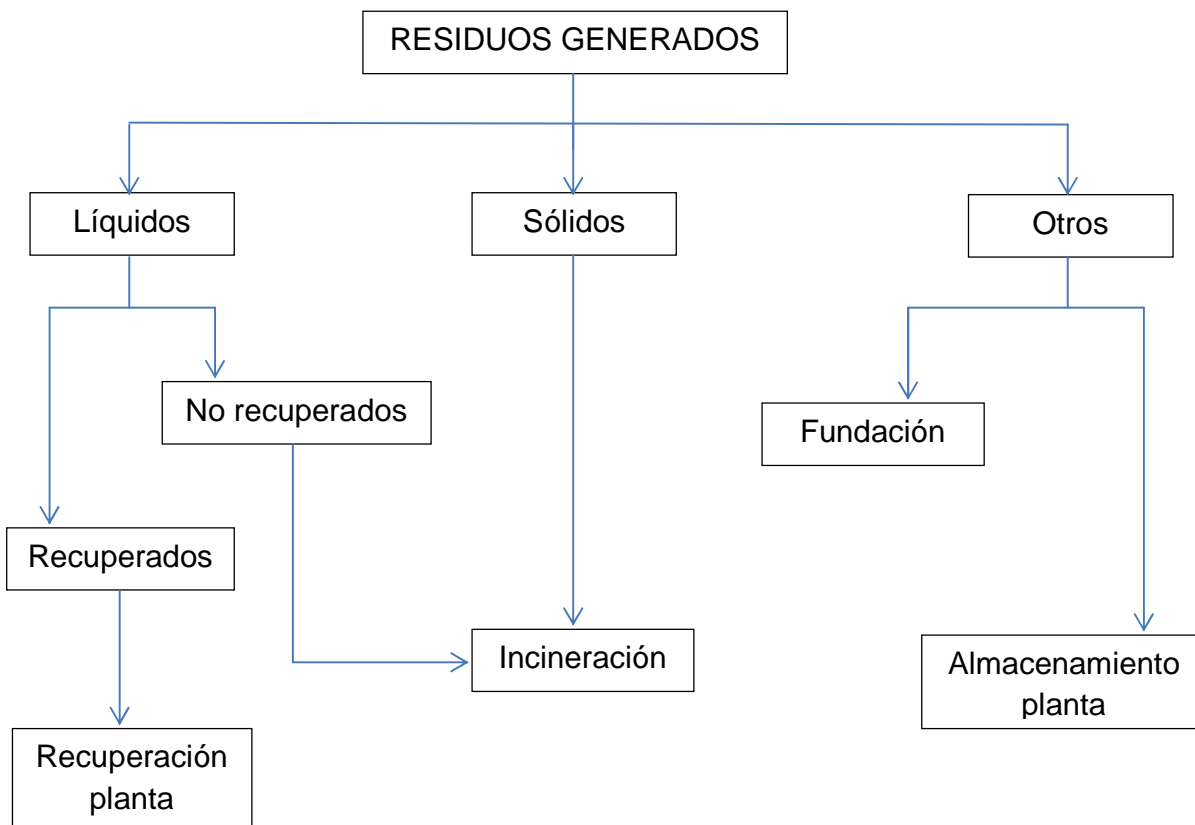 RESIDUOS GENERADOS
Líquidos
Sólidos
Otros
No recuperados
Fundación
Recuperados
Incineración
Almacenamiento
planta
Recuperación
planta